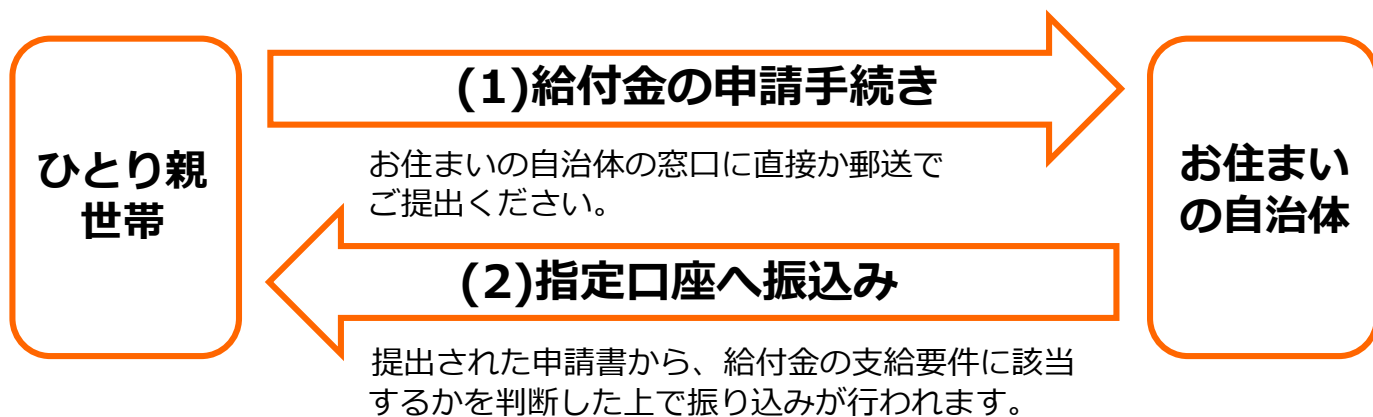 ひとり親
世帯
(1)給付金の申請手続き
お住まいの自治体の窓口に直接か郵送で
ご提出ください。
お住まい
の自治体
(2)指定口座へ振込み
提出された申請書から、給付金の支給要件に該当
するかを判断した上で振り込みが行われます。